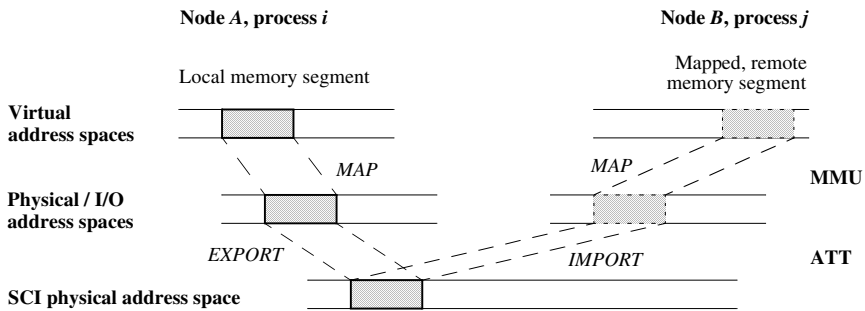 Node A, process i
Node B, process j
Local memory segment
Mapped, remote
memory segment
Virtual
address spaces
MAP
MAP
MMU
Physical / I/O
address spaces
EXPORT
IMPORT
ATT
SCI physical address space